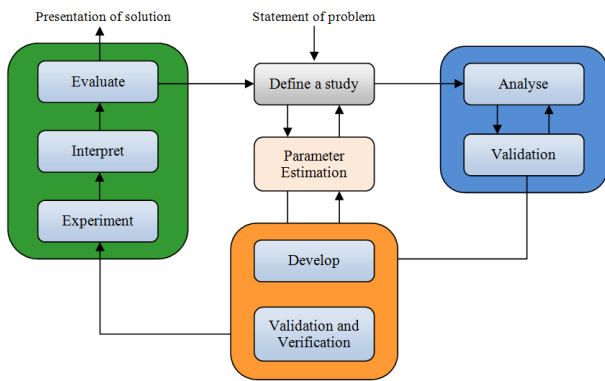 Presentation of solution
Statement of problem
Evaluate
Define a study
Analyse
Interpret
Parameter
Estimation
Validation
Experiment
Develop
Validation and
Verification